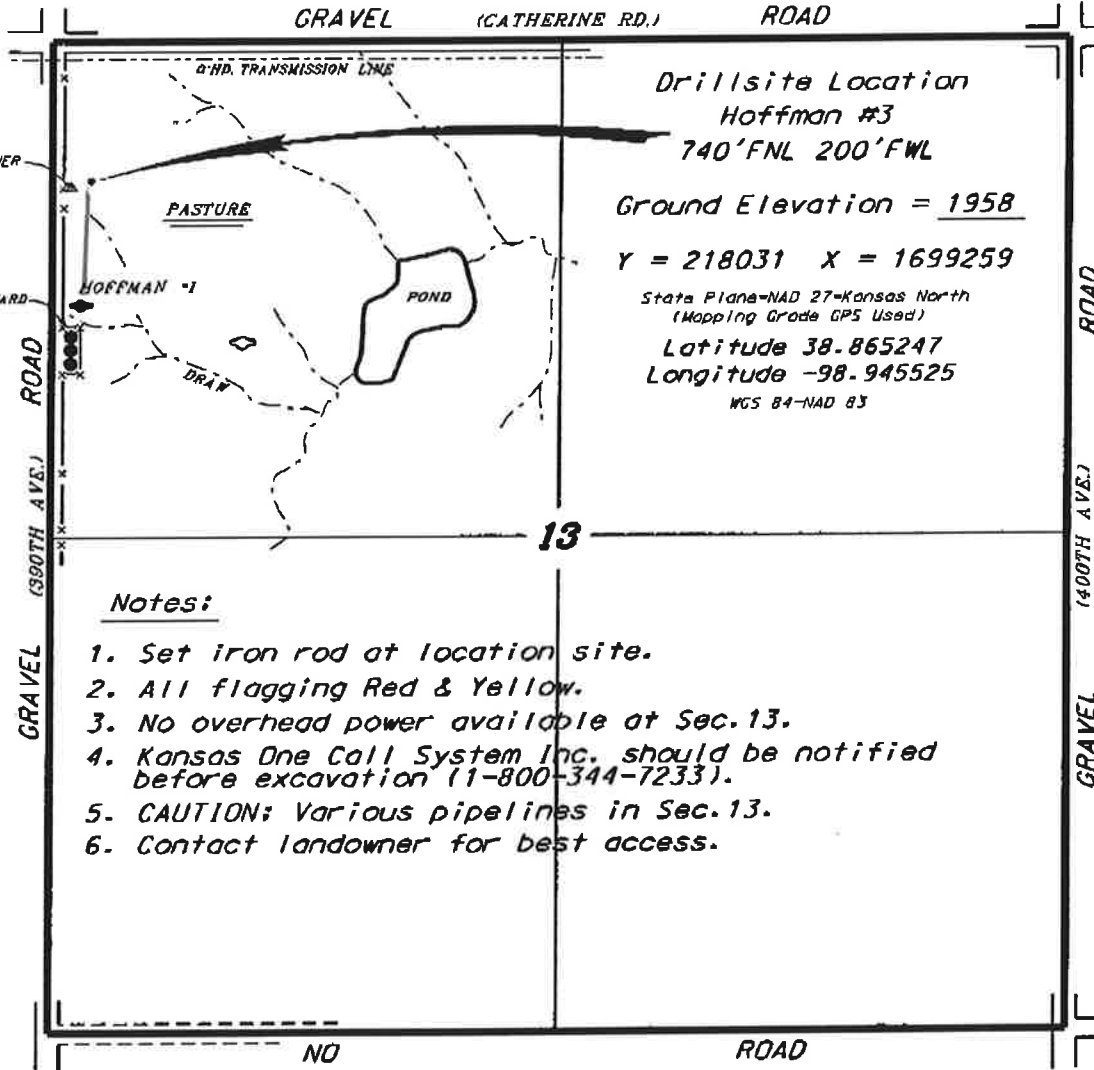 GRAVEL (CATHERINE RD.) ROAD
O'HD. TRANSMISSION LINE
Drillsite Location
Hoffman #3
740'FNL 200'FWL
PASTURE
Ground Elevation = 1958
Y = 218031 X = 1699259
HOFFMAN #1
POND
State Plane-NAD 27-Kansas North
(Mapping Grade GPS Used)
Latitude 38.865247
Longitude -98.945525
WGS 84-NAD 83
DRAW
GRAVEL (390TH AVE.) ROAD
GRAVEL (400TH AVE.) ROAD
13
Notes:
1. Set iron rod at location site.
2. All flagging Red & Yellow.
3. No overhead power available at Sec.13.
4. Kansas One Call System Inc. should be notified
before excavation (1-800-344-7233).
5. CAUTION: Various pipelines in Sec.13.
6. Contact landowner for best access.
NO ROAD